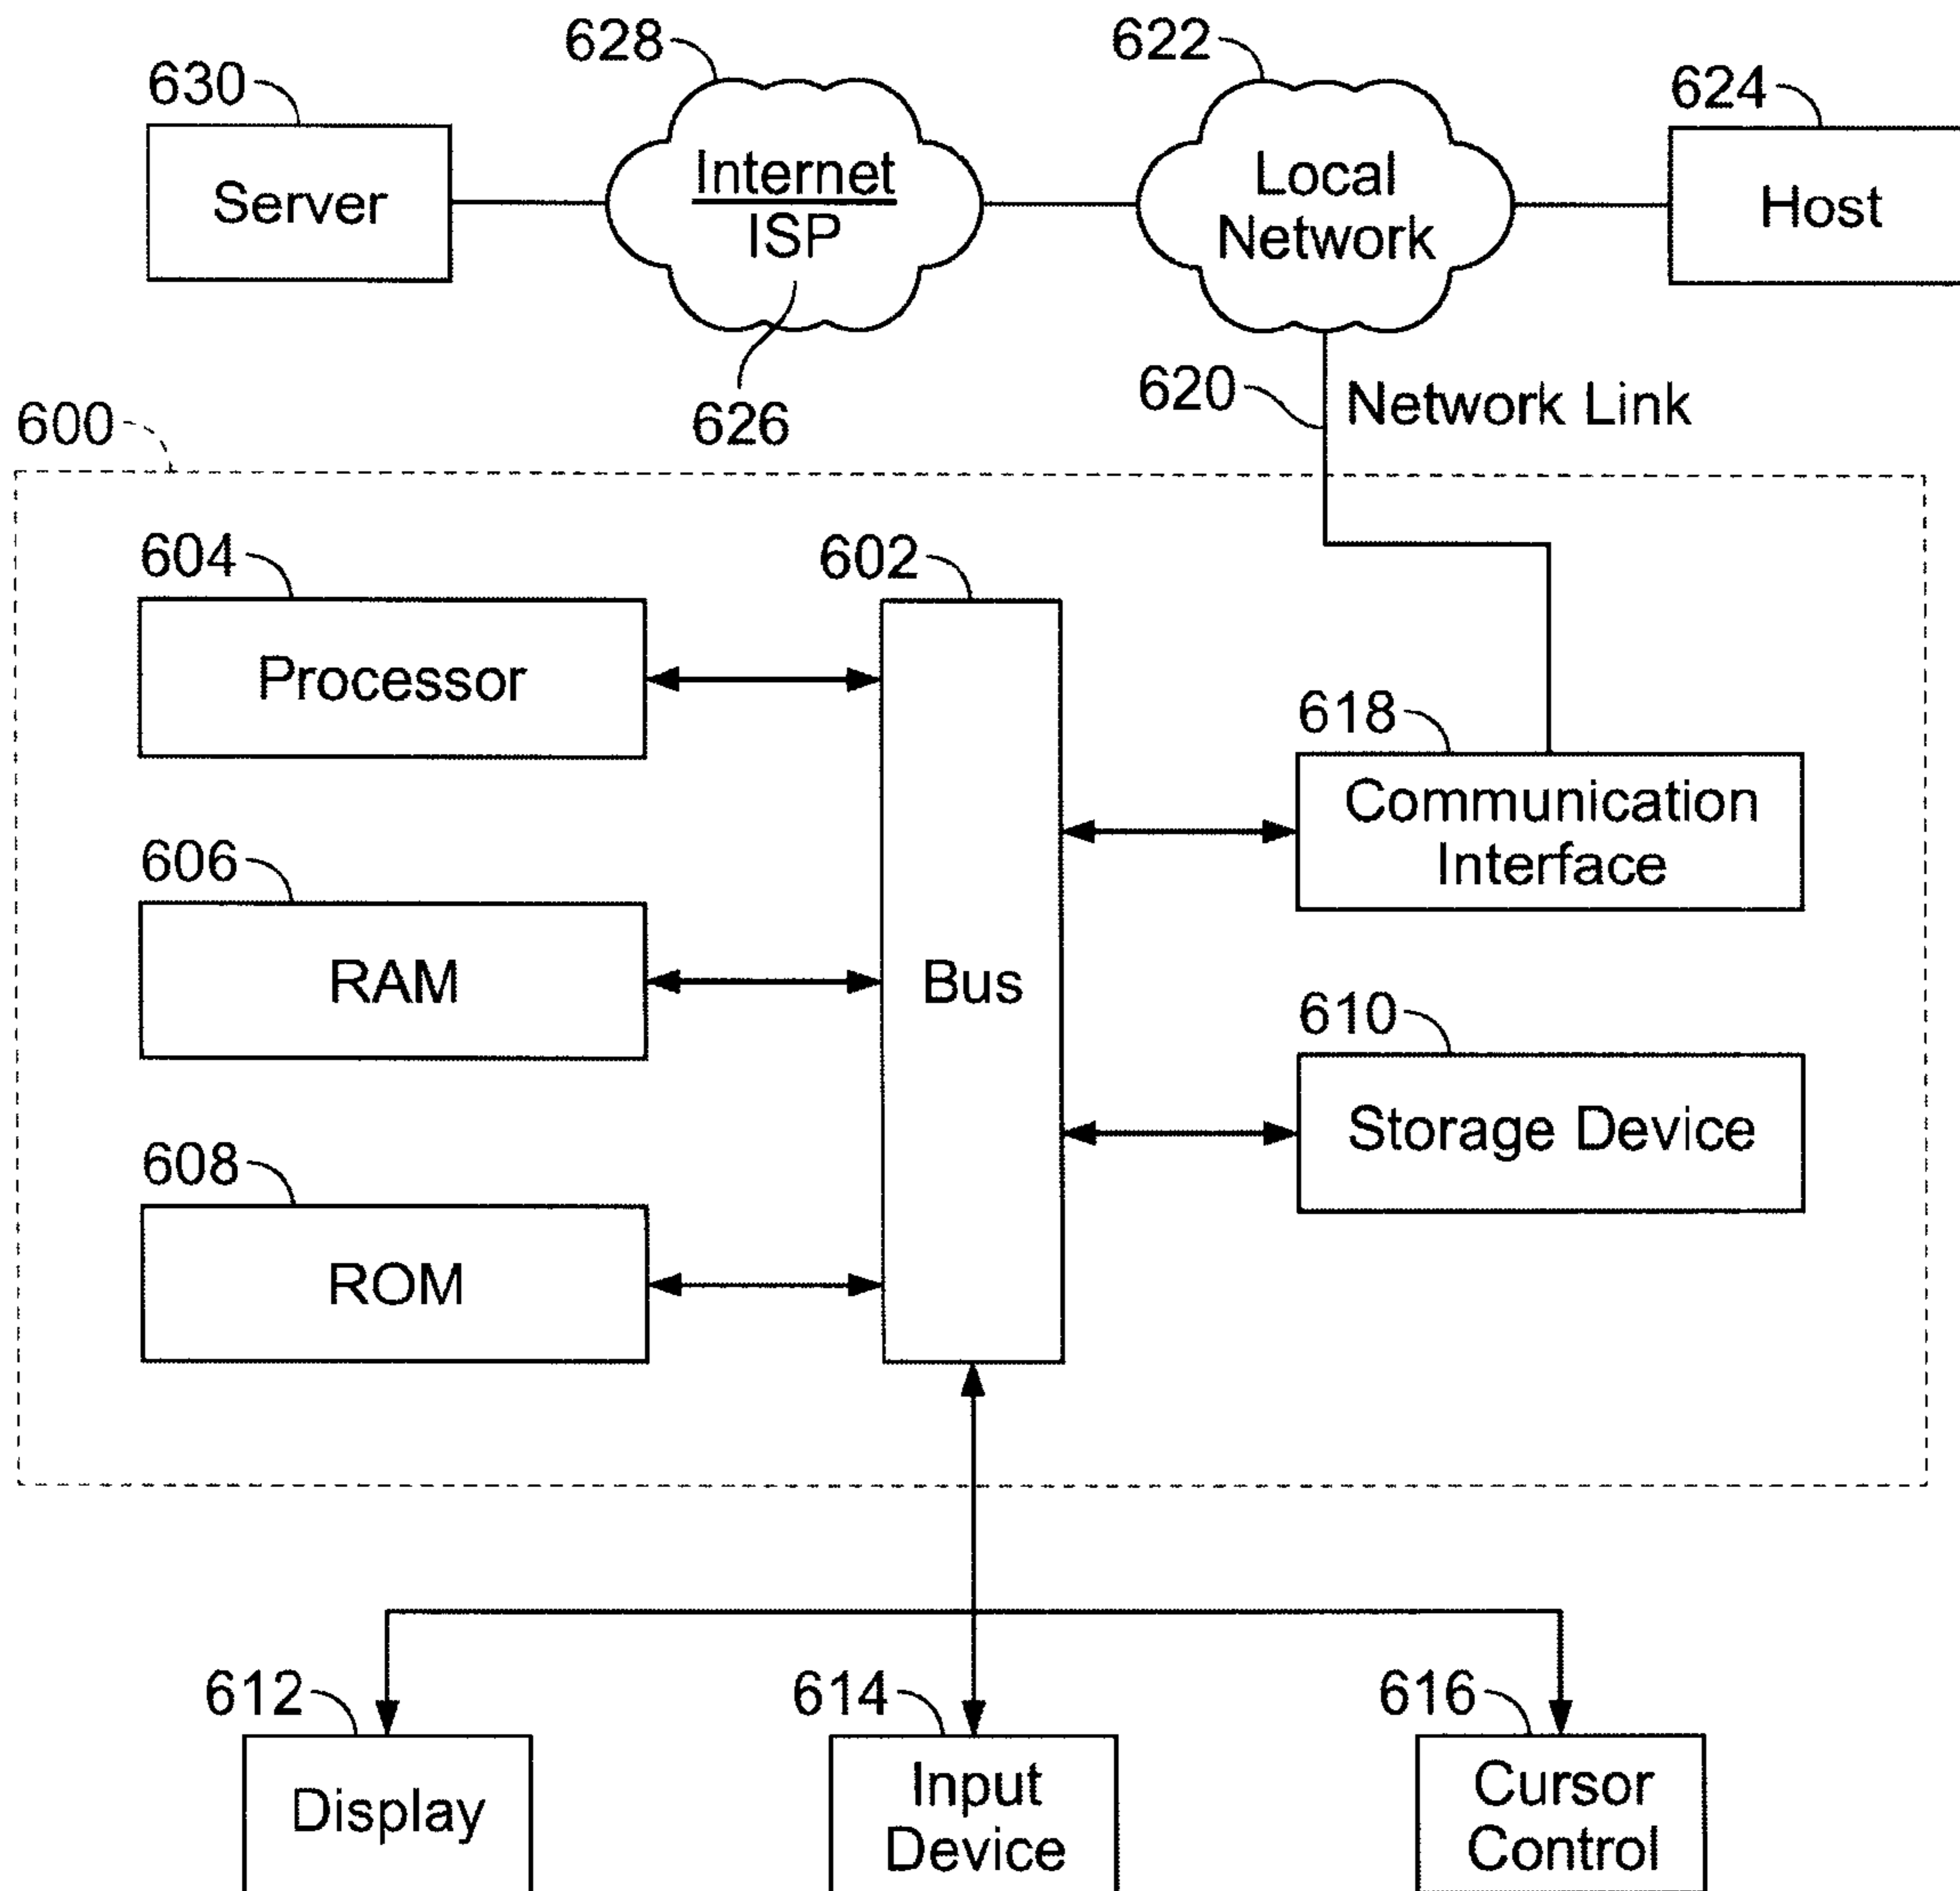 628
622
630
624
Server
Internet
ISP
Local
Network
Host
626
620
Network Link
600
604
602
Processor
618
Communication
Interface
606
RAM
Bus
610
Storage Device
608
ROM
612
614
616
Display
Input
Device
Cursor
Control